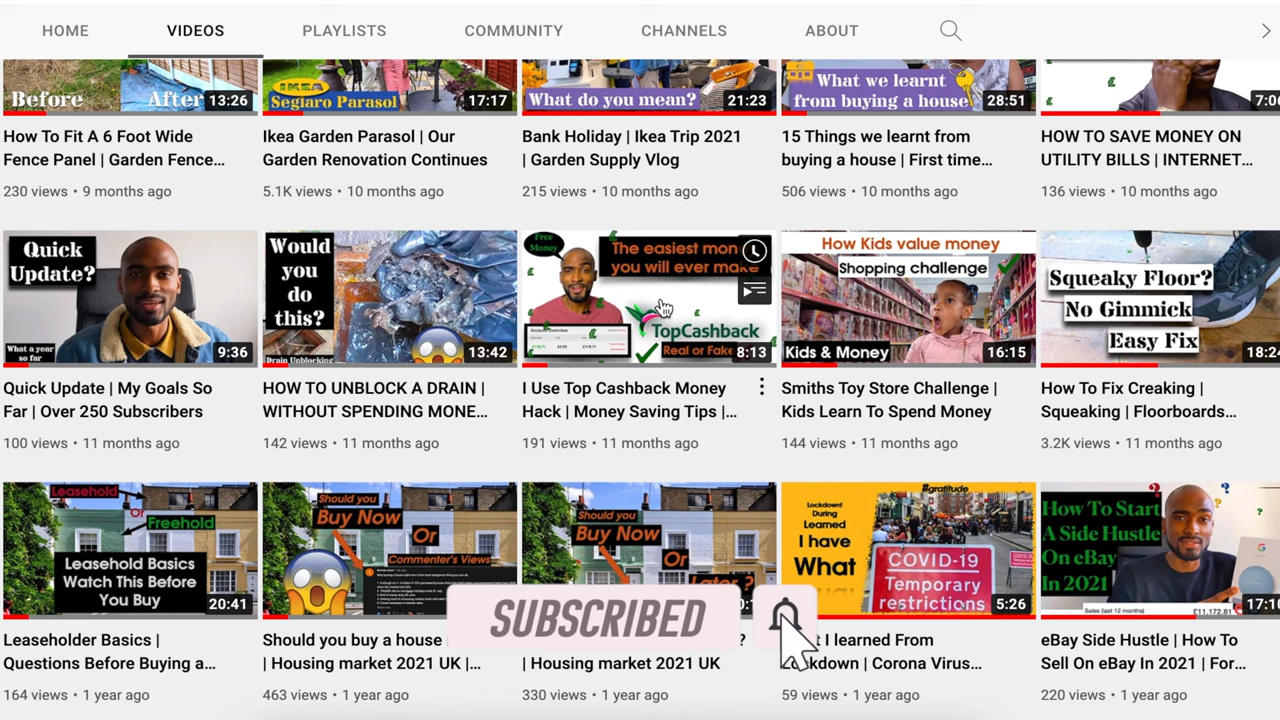 HOME VIDEOS PLAYLISTS COMMUNITY CHANNELS ABOUT
Before After 13:26
IKEA
Segiaro Parasol 17:17
What do you mean? 21:23
What we learnt
from buying a house 28:51
How To Fit A 6 Foot Wide
Fence Panel | Garden Fence...
230 views • 9 months ago
Ikea Garden Parasol | Our
Garden Renovation Continues
5.1K views • 10 months ago
Bank Holiday | Ikea Trip 2021
| Garden Supply Vlog
215 views • 10 months ago
15 Things we learnt from
buying a house | First time...
506 views • 10 months ago
HOW TO SAVE MONEY ON
UTILITY BILLS | INTERNET...
136 views • 10 months ago
Quick
Update?
What a year
so far
9:36
Would
you
do
this?
Drain Unblocking
13:42
Free
Money
The easiest mon
you will ever make
Account Overview
TopCashback
Real or Fake
8:13
How Kids value money
Shopping challenge
Kids & Money
16:15
Squeaky Floor?
No Gimmick
Easy Fix
18:24
Quick Update | My Goals So
Far | Over 250 Subscribers
100 views • 11 months ago
HOW TO UNBLOCK A DRAIN |
WITHOUT SPENDING MONE...
142 views • 11 months ago
I Use Top Cashback Money
Hack | Money Saving Tips |...
191 views • 11 months ago
Smiths Toy Store Challenge |
Kids Learn To Spend Money
144 views • 11 months ago
How To Fix Creaking |
Squeaking | Floorboards...
3.2K views • 11 months ago
Leasehold
Or
Freehold
Leasehold Basics
Watch This Before
You Buy
20:41
Should you
Buy Now
Or
Commenter's Views
Should you
Buy Now
Or
Later?
#gratitude
Lockdown!
During
Learned
I have
What
COVID-19
Temporary
restrictions
5:26
How To Start
A Side Hustle
On eBay
In 2021
Sales (last 12 months) £11,172.81
17:10
SUBSCRIBED
Leaseholder Basics |
Questions Before Buying a...
164 views • 1 year ago
Should you buy a house
| Housing market 2021 UK |...
463 views • 1 year ago
?
| Housing market 2021 UK
330 views • 1 year ago
t I learned From
ckdown | Corona Virus...
59 views • 1 year ago
eBay Side Hustle | How To
Sell On eBay In 2021 | For...
220 views • 1 year ago